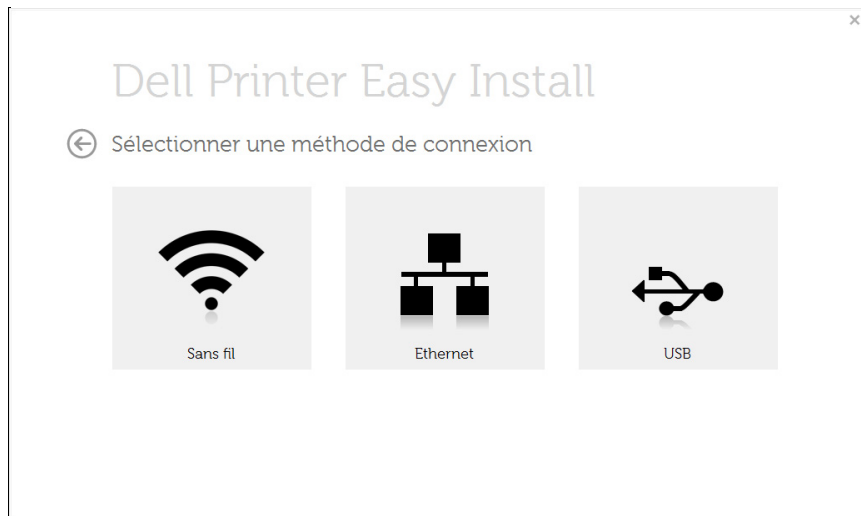 Dell Printer Easy Install
Sélectionner une méthode de connexion
Sans fil
Ethernet
USB